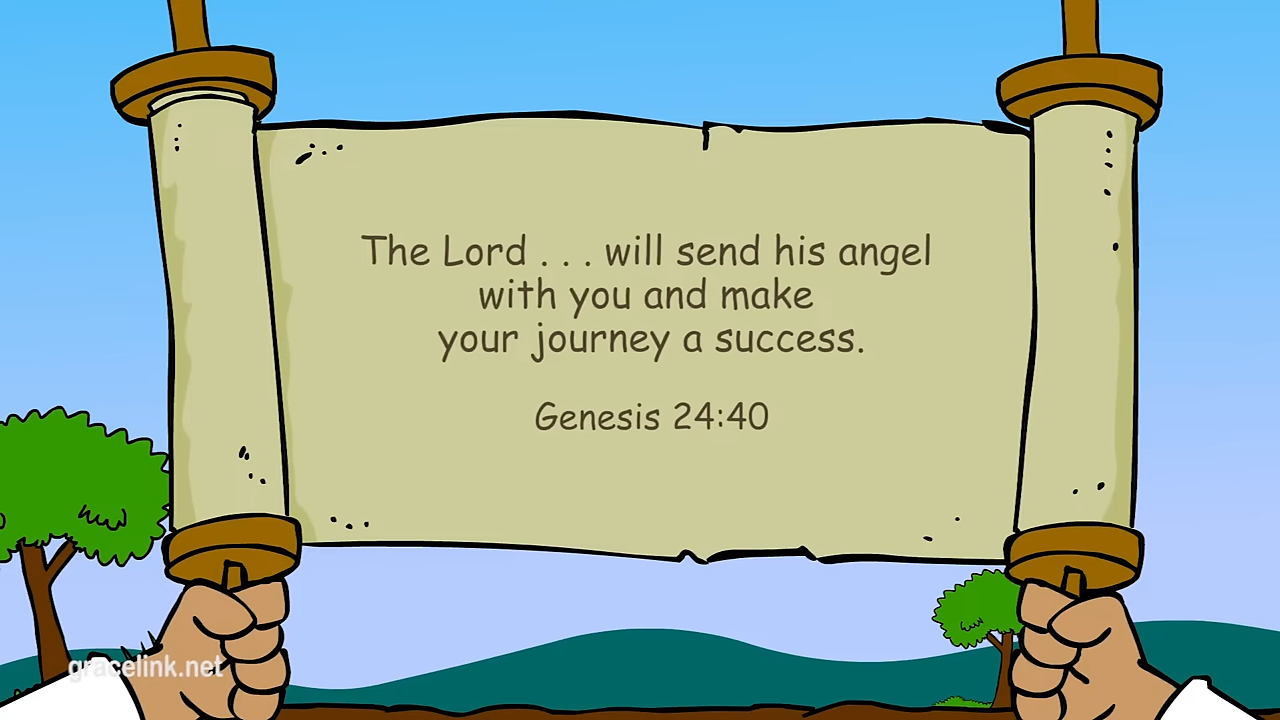 The Lord . . . will send his angel
with you and make
your journey a success.
Genesis 24:40
gracelink.net